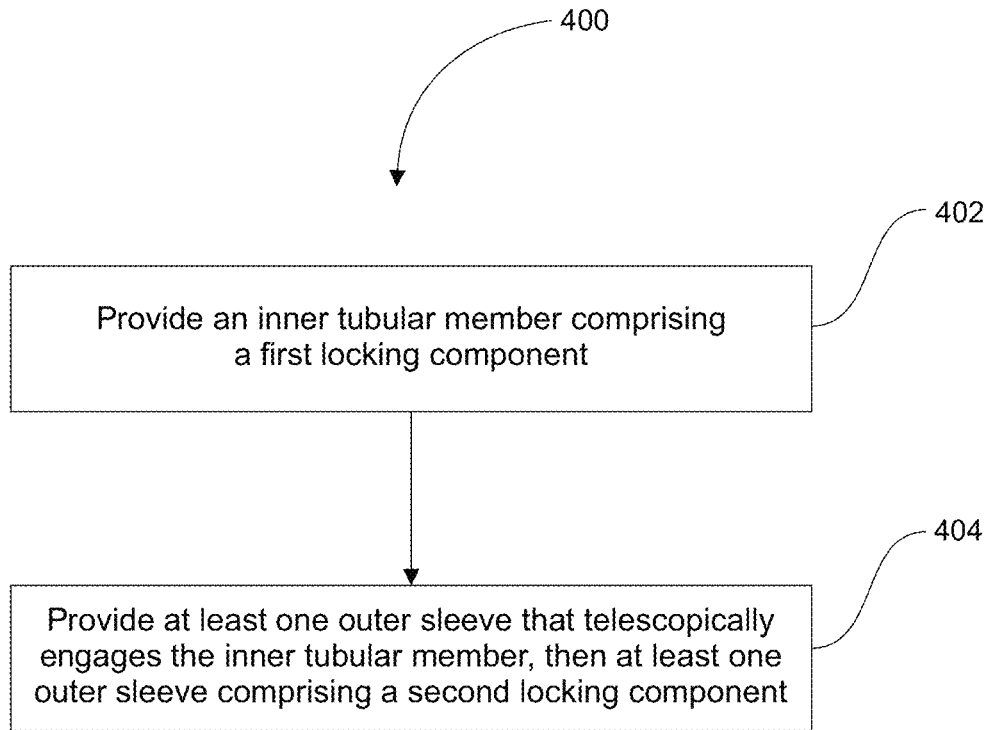 400
402
Provide an inner tubular member comprising
a first locking component
404
Provide at least one outer sleeve that telescopically
engages the inner tubular member, then at least one
outer sleeve comprising a second locking component